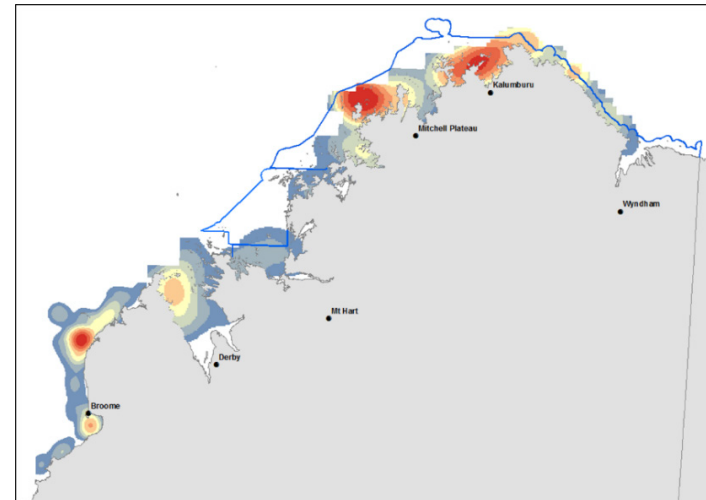 Kalumburu
Mitchell Plateau
Wyndham
Mt Hart
Derby
Broome